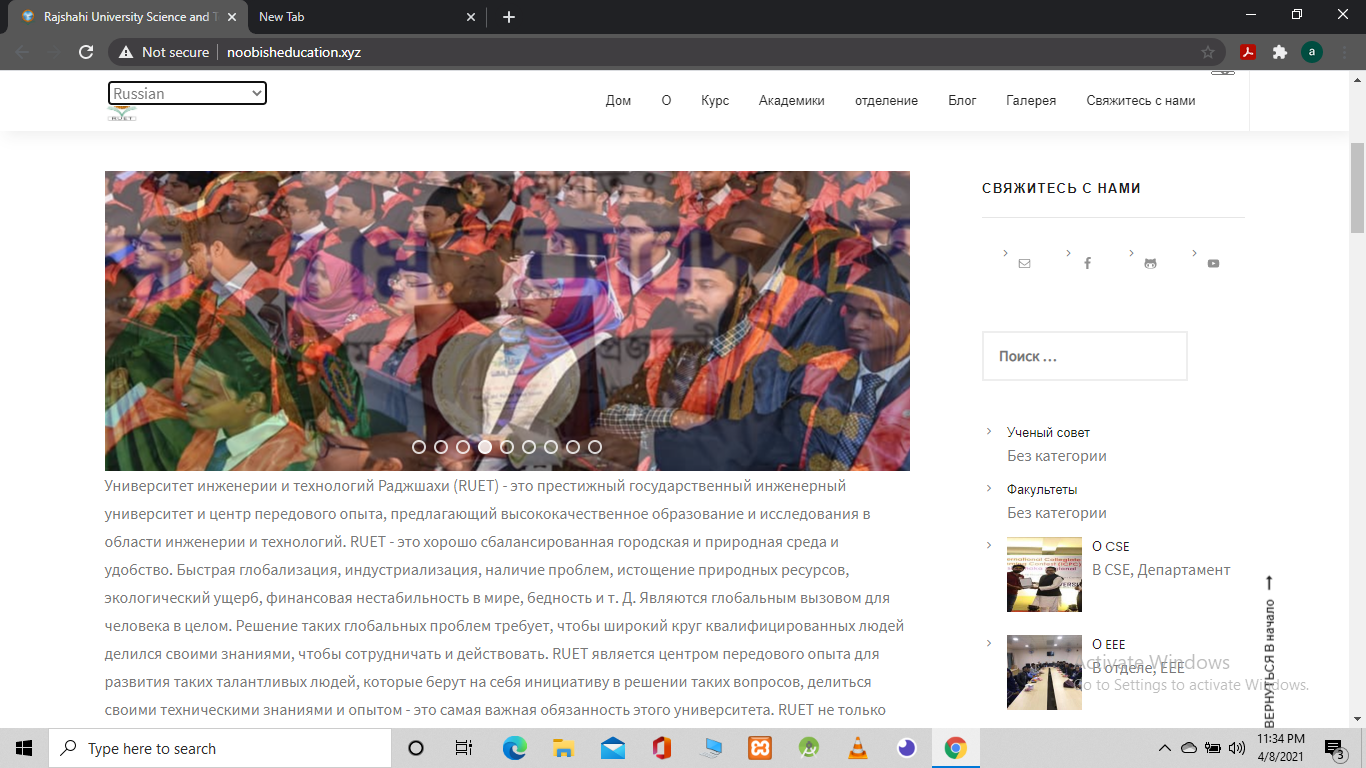 Rajshahi University Science and T
New Tab
Not secure
noobisheducation.xyz
Russian
RUET
Дом
О
Курс
Академики
отделение
Блог
Галерея
Свяжитесь с нами
Университет инженерии и технологий Раджшахи (RUET) - это престижный государственный инженерный
университет и центр передового опыта, предлагающий высококачественное образование и исследования в
области инженерии и технологий. RUET - это хорошо сбалансированная городская и природная среда и
удобство. Быстрая глобализация, индустриализация, наличие проблем, истощение природных ресурсов,
экологический ущерб, финансовая нестабильность в мире, бедность и т. Д. Являются глобальным вызовом для
человека в целом. Решение таких глобальных проблем требует, чтобы широкий круг квалифицированных людей
делился своими знаниями, чтобы сотрудничать и действовать. RUET является центром передового опыта для
развития таких талантливых людей, которые берут на себя инициативу в решении таких вопросов, делиться
своими техническими знаниями и опытом - это самая важная обязанность этого университета. RUET не только
СВЯЖИТЕСЬ С НАМИ
Поиск …
Ученый совет
Без категории
Факультеты
Без категории
О CSE
В CSE, Департамент
О EEE
В отделе, EEE
ВЕРНУТЬСЯ В начало
Activate Windows
Go to Settings to activate Windows.
Type here to search
11:34 PM
4/8/2021
3
a